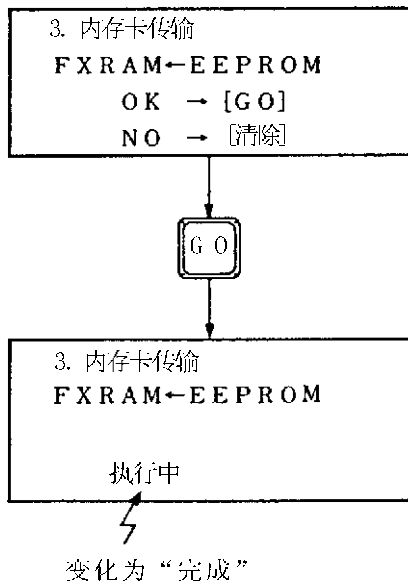 3. 内存卡传输
FXRAM←EEPROM
OK → [GO]
NO → [清除]
GO
3. 内存卡传输
FXRAM←EEPROM
执行中
变化为“完成”